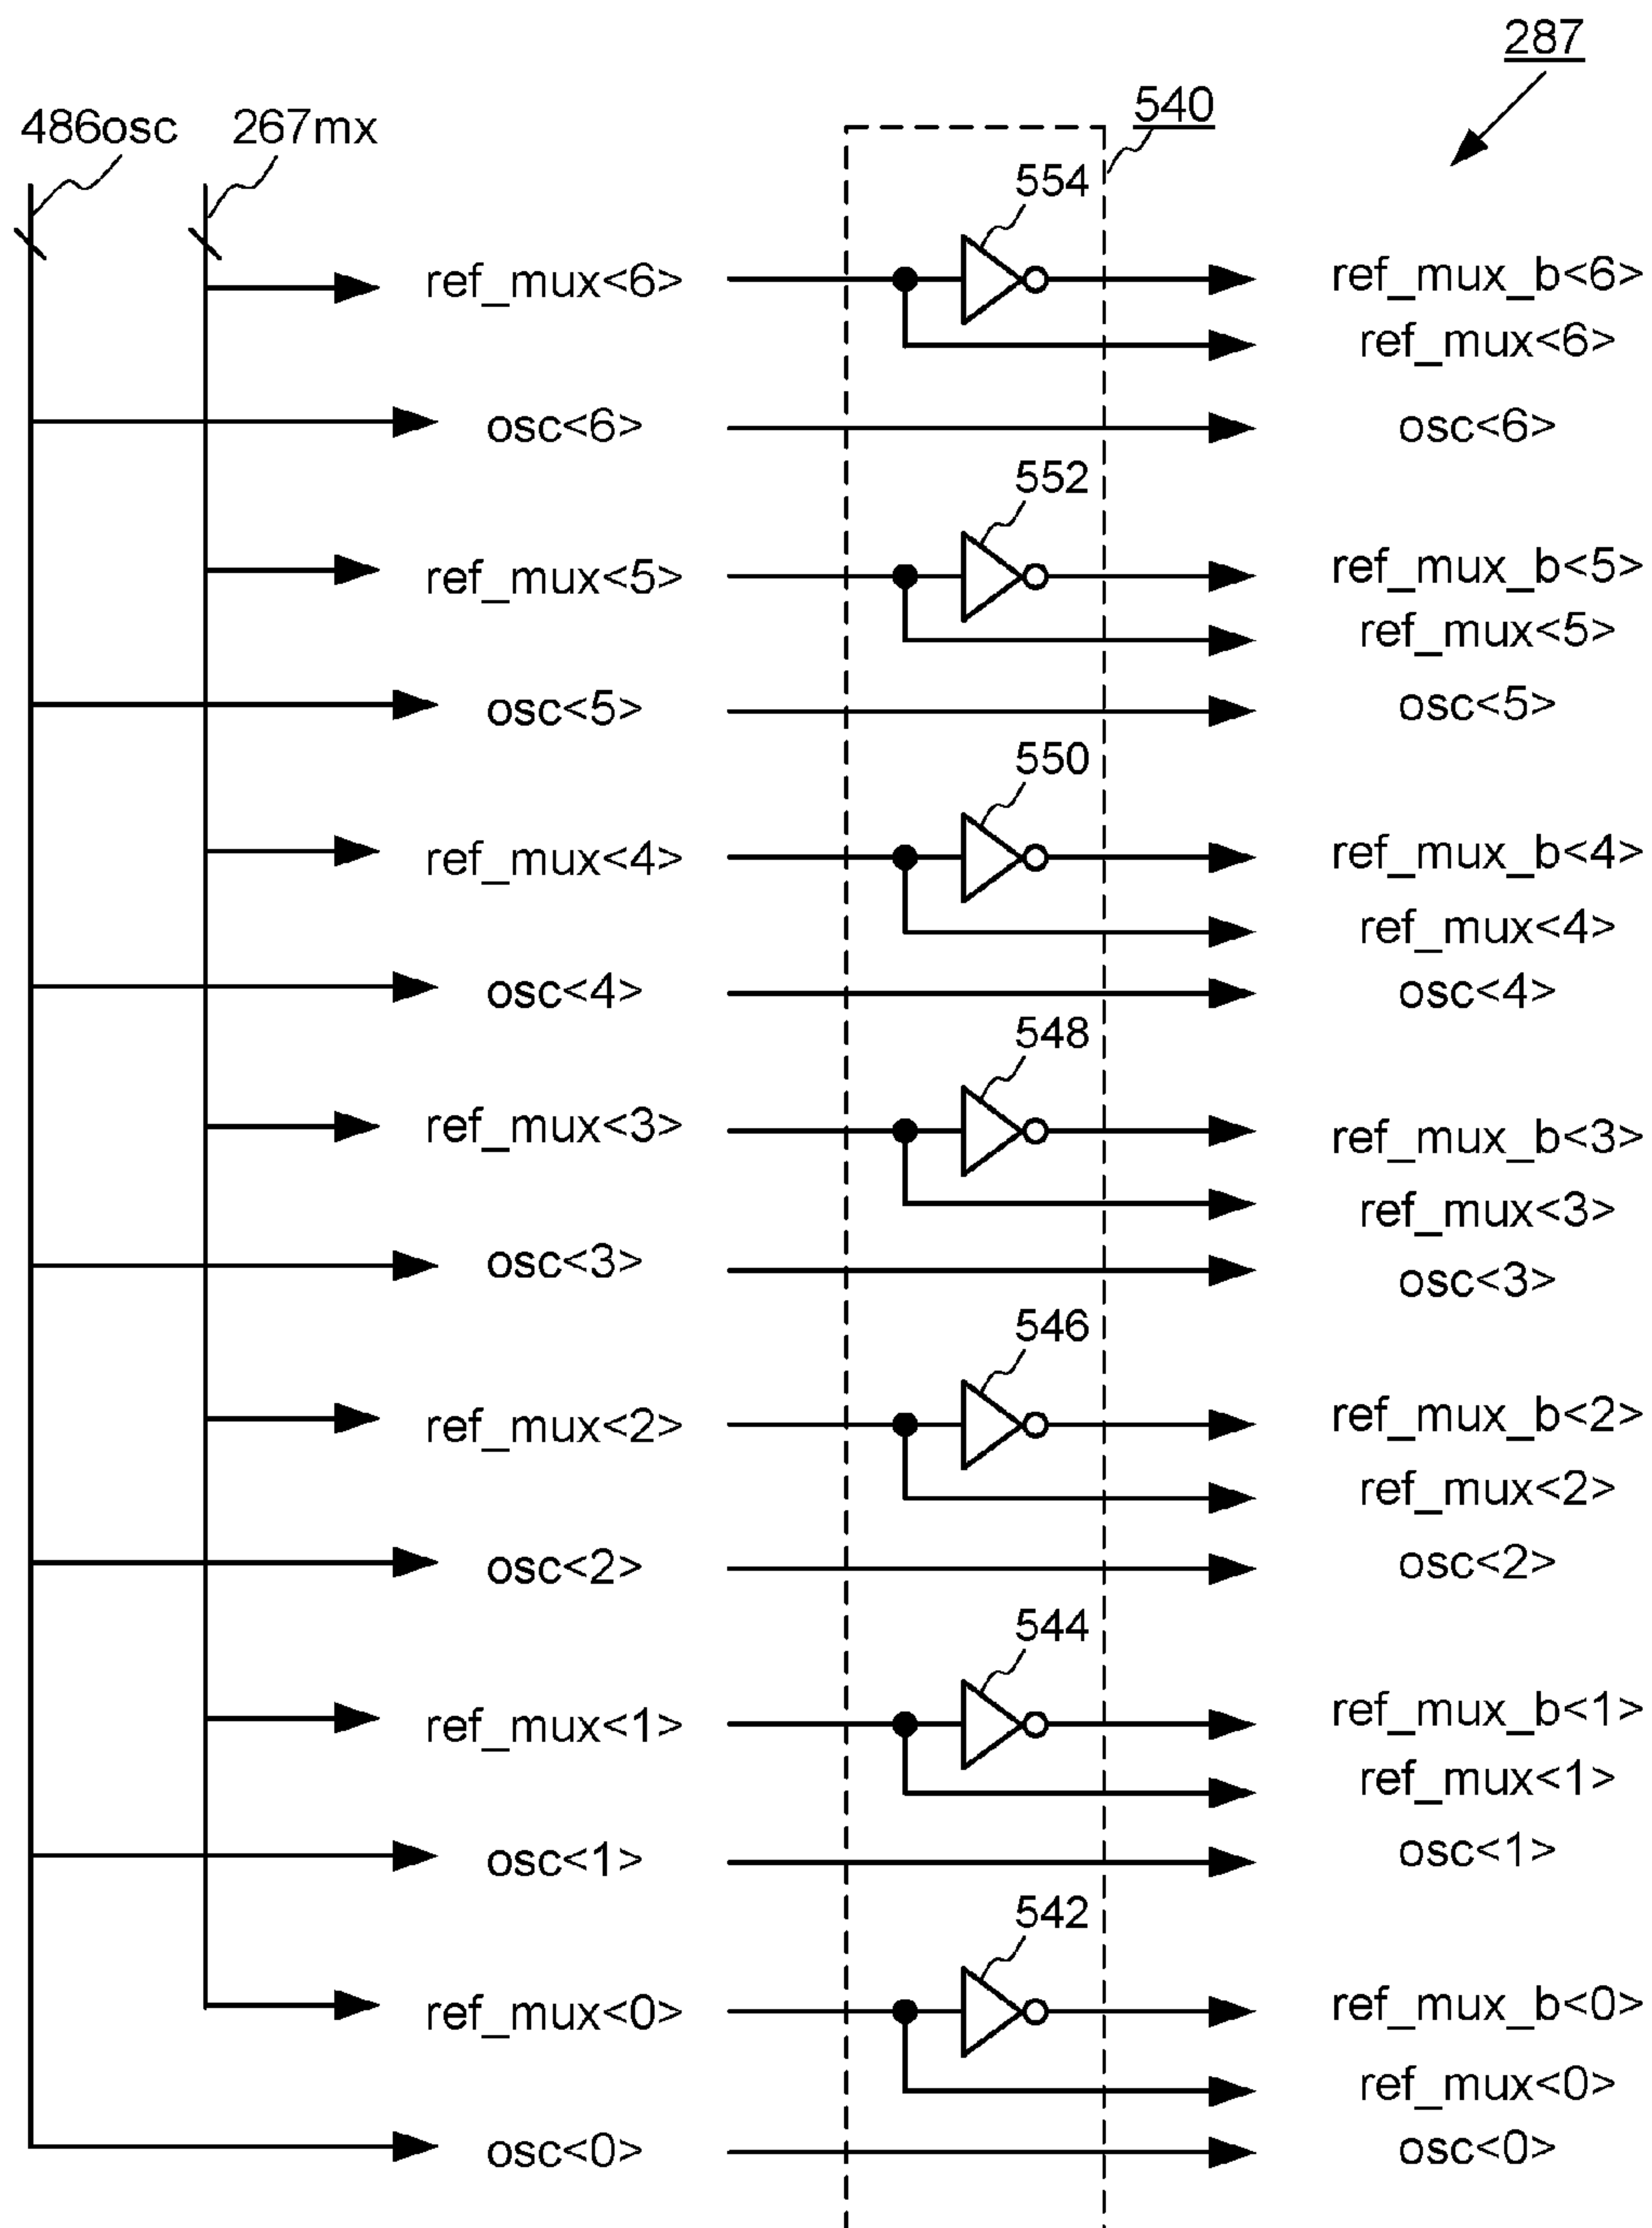 287
486osc 267mx 540
554
ref_mux<6> ref_mux_b<6>
ref_mux<6>
osc<6> osc<6>
552
ref_mux<5> ref_mux_b<5>
ref_mux<5>
osc<5> osc<5>
550
ref_mux<4> ref_mux_b<4>
ref_mux<4>
osc<4> osc<4>
548
ref_mux<3> ref_mux_b<3>
ref_mux<3>
osc<3> osc<3>
546
ref_mux<2> ref_mux_b<2>
ref_mux<2>
osc<2> osc<2>
544
ref_mux<1> ref_mux_b<1>
ref_mux<1>
osc<1> osc<1>
542
ref_mux<0> ref_mux_b<0>
ref_mux<0>
osc<0> osc<0>